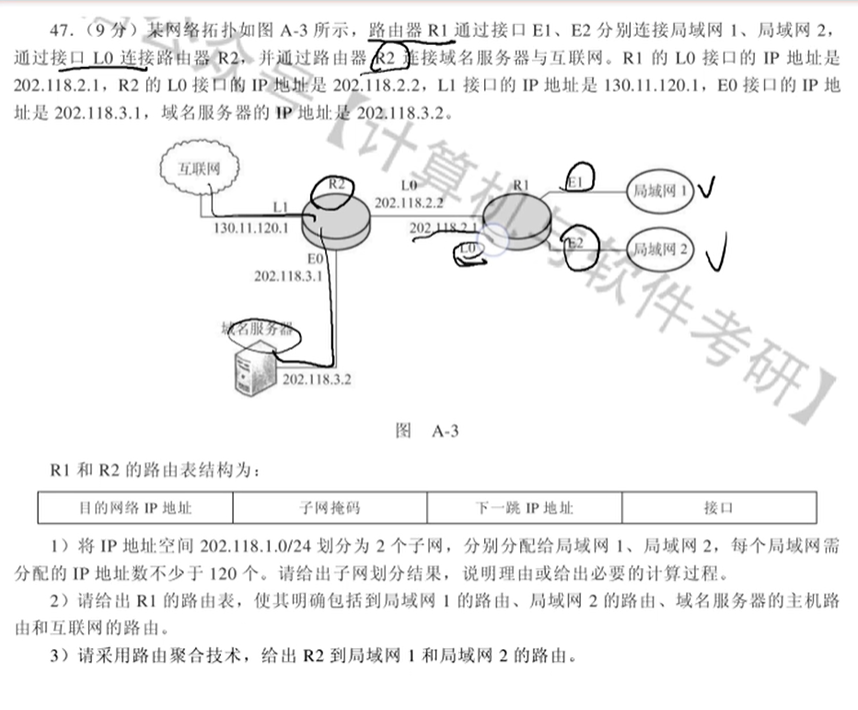 47.（9 分）某网络拓扑如图 A-3 所示，路由器 R1 通过接口 E1、E2 分别连接局域网 1、局域网 2，
通过接口 L0 连接路由器 R2，并通过路由器 R2 连接域名服务器与互联网。R1 的 L0 接口的 IP 地址是
202.118.2.1，R2 的 L0 接口的 IP 地址是 202.118.2.2，L1 接口的 IP 地址是 130.11.120.1，E0 接口的 IP 地
址是 202.118.3.1，域名服务器的 IP 地址是 202.118.3.2。
互联网
R2
L0
R1
E1
局域网 1
202.118.2.2
L1
130.11.120.1
202.118.2.1
L0
E2
局域网 2
E0
202.118.3.1
域名服务器
202.118.3.2
图 A-3
R1 和 R2 的路由表结构为：
目的网络 IP 地址 子网掩码 下一跳 IP 地址 接口
1）将 IP 地址空间 202.118.1.0/24 划分为 2 个子网，分别分配给局域网 1、局域网 2，每个局域网需
分配的 IP 地址数不少于 120 个。请给出子网划分结果，说明理由或给出必要的计算过程。
2）请给出 R1 的路由表，使其明确包括到局域网 1 的路由、局域网 2 的路由、域名服务器的主机路
由和互联网的路由。
3）请采用路由聚合技术，给出 R2 到局域网 1 和局域网 2 的路由。
公众号【计算机与软件考研】